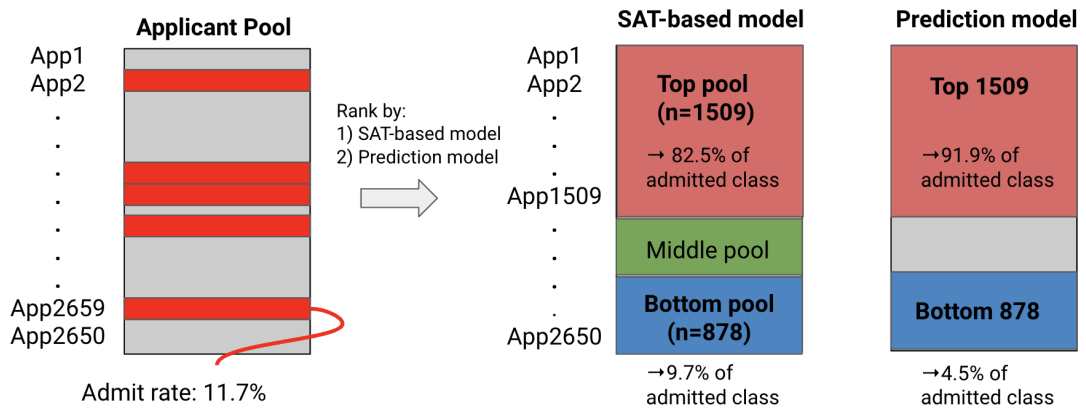 Applicant Pool
App1
App2
App2659
App2650
Admit rate: 11.7%
Rank by:
1) SAT-based model
2) Prediction model
SAT-based model
App1
App2
App1509
App2650
Top pool
(n=1509)
→ 82.5% of
admitted class
Middle pool
Bottom pool
(n=878)
→9.7% of
admitted class
Prediction model
Top 1509
→91.9% of
admitted class
Bottom 878
→4.5% of
admitted class